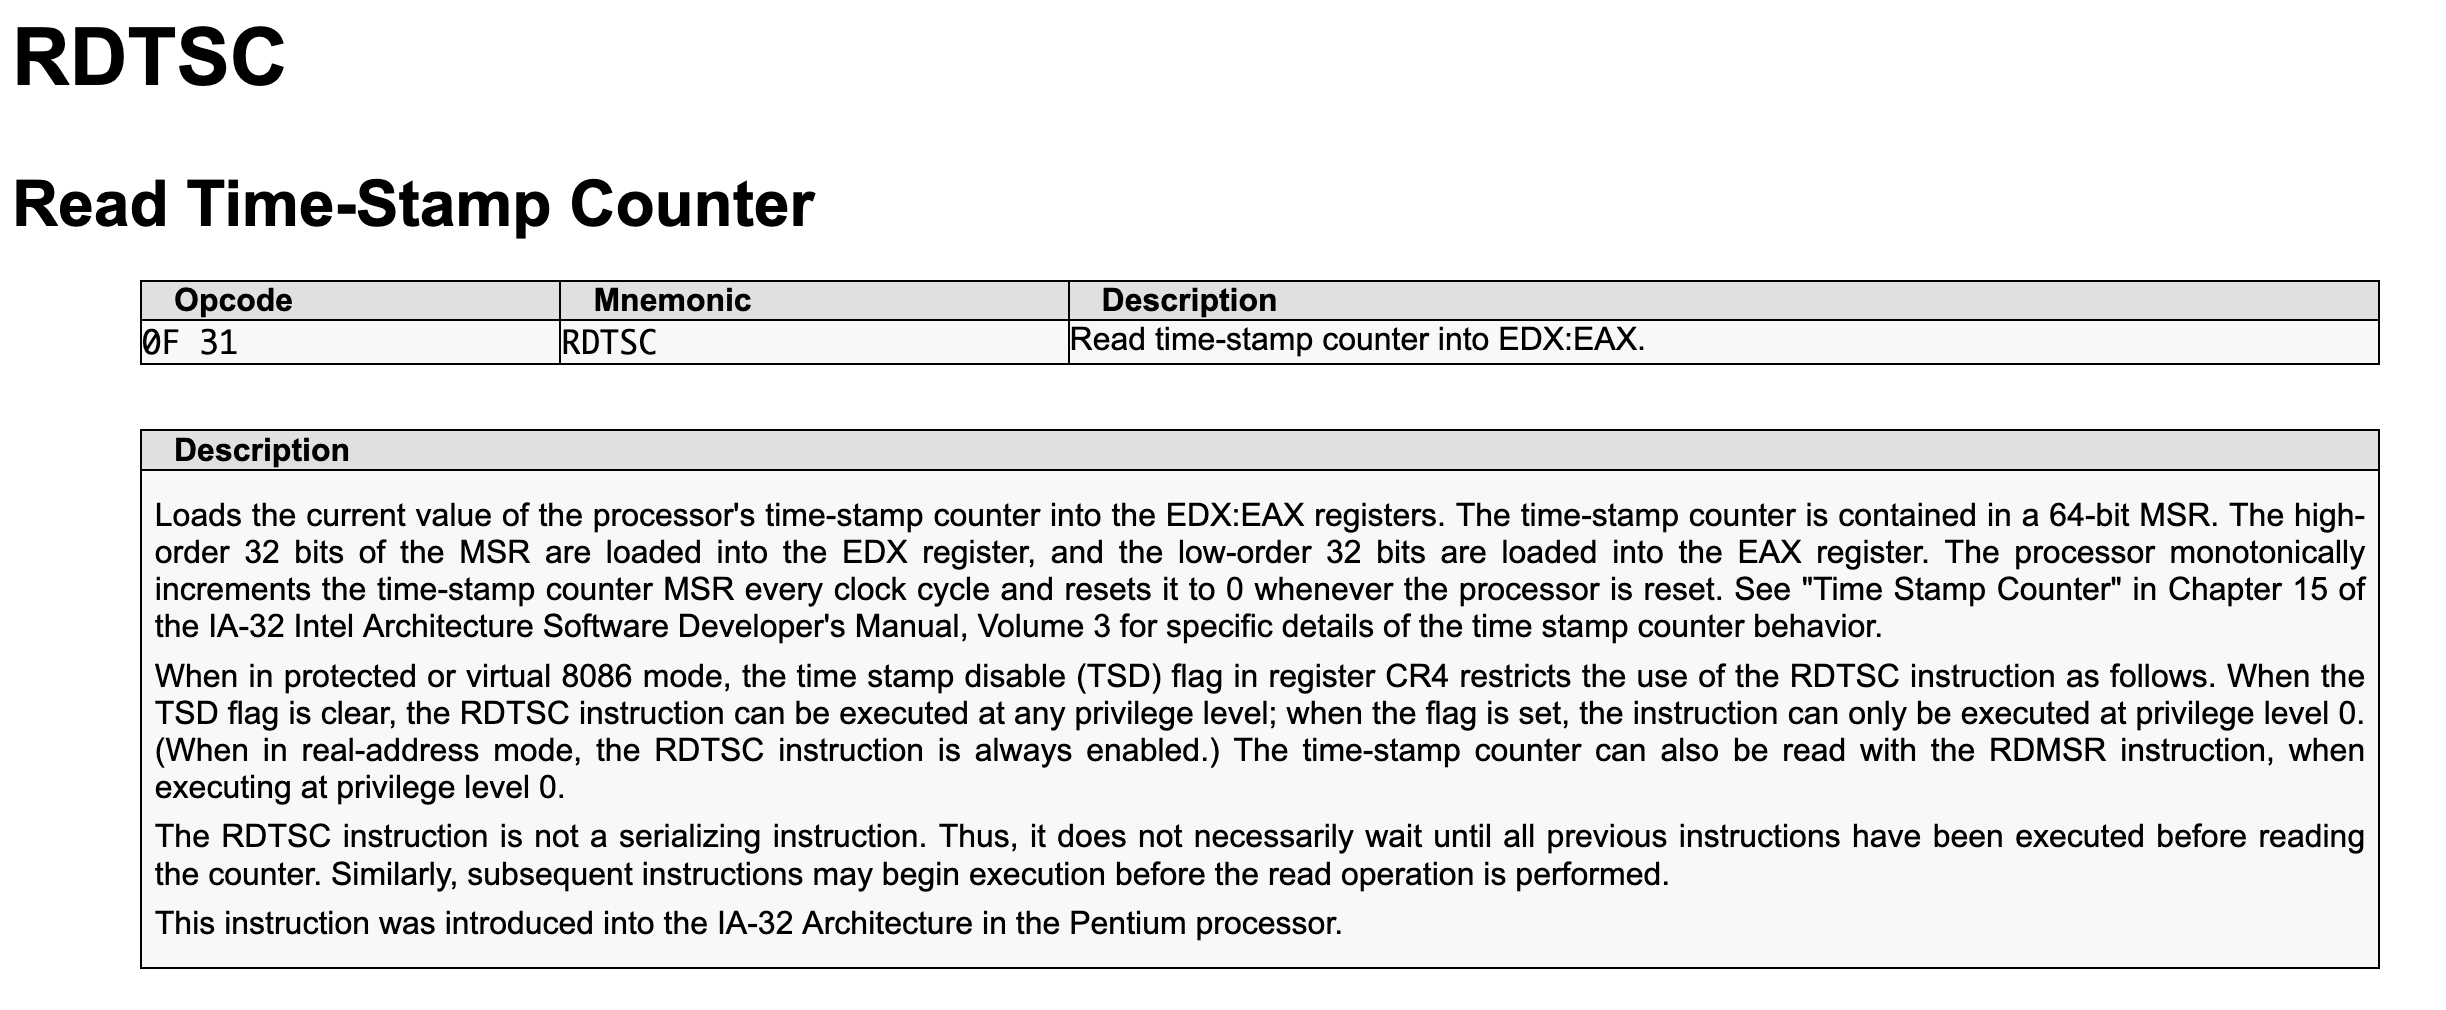 RDTSC
Read Time-Stamp Counter
Opcode Mnemonic Description
0F 31 RDTSC Read time-stamp counter into EDX:EAX.
Description
Loads the current value of the processor's time-stamp counter into the EDX:EAX registers. The time-stamp counter is contained in a 64-bit MSR. The high-
order 32 bits of the MSR are loaded into the EDX register, and the low-order 32 bits are loaded into the EAX register. The processor monotonically
increments the time-stamp counter MSR every clock cycle and resets it to 0 whenever the processor is reset. See "Time Stamp Counter" in Chapter 15 of
the IA-32 Intel Architecture Software Developer's Manual, Volume 3 for specific details of the time stamp counter behavior.
When in protected or virtual 8086 mode, the time stamp disable (TSD) flag in register CR4 restricts the use of the RDTSC instruction as follows. When the
TSD flag is clear, the RDTSC instruction can be executed at any privilege level; when the flag is set, the instruction can only be executed at privilege level 0.
(When in real-address mode, the RDTSC instruction is always enabled.) The time-stamp counter can also be read with the RDMSR instruction, when
executing at privilege level 0.
The RDTSC instruction is not a serializing instruction. Thus, it does not necessarily wait until all previous instructions have been executed before reading
the counter. Similarly, subsequent instructions may begin execution before the read operation is performed.
This instruction was introduced into the IA-32 Architecture in the Pentium processor.